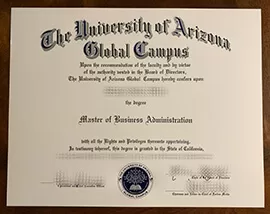 The University of Arizona
Global Campus
Upon the recommendation of the faculty and by virtue
of the authority vested in the Board of Directors,
The University of Arizona Global Campus hereby confers upon
the degree
Master of Business Administration
with all the Rights and Privileges thereunto appertaining.
In testimony whereof, this degree is granted in the State of California,